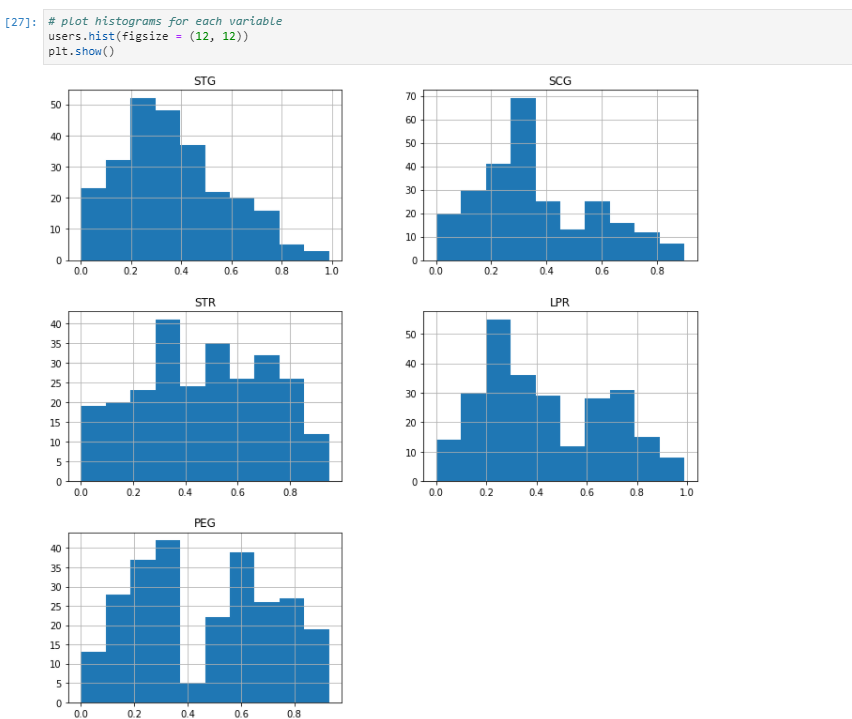 [27]: # plot histograms for each variable
users.hist(figsize = (12, 12))
plt.show()
STG
50
40
30
20
10
0
0.0 0.2 0.4 0.6 0.8 1.0
SCG
70
60
50
40
30
20
10
0
0.0 0.2 0.4 0.6 0.8
STR
40
35
30
25
20
15
10
5
0
0.0 0.2 0.4 0.6 0.8
LPR
50
40
30
20
10
0
0.0 0.2 0.4 0.6 0.8 1.0
PEG
40
35
30
25
20
15
10
5
0
0.0 0.2 0.4 0.6 0.8